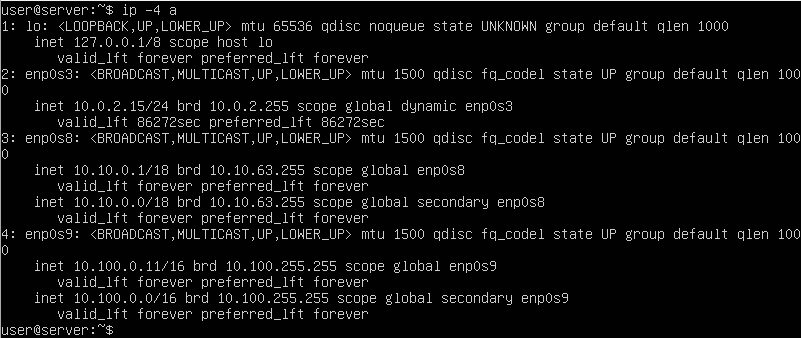 user@server:~$ ip -4 a
1: lo: <LOOPBACK,UP,LOWER_UP> mtu 65536 qdisc noqueue state UNKNOWN group default qlen 1000
    inet 127.0.0.1/8 scope host lo
       valid_lft forever preferred_lft forever
2: enp0s3: <BROADCAST,MULTICAST,UP,LOWER_UP> mtu 1500 qdisc fq_codel state UP group default qlen 100
0
    inet 10.0.2.15/24 brd 10.0.2.255 scope global dynamic enp0s3
       valid_lft 86272sec preferred_lft 86272sec
3: enp0s8: <BROADCAST,MULTICAST,UP,LOWER_UP> mtu 1500 qdisc fq_codel state UP group default qlen 100
0
    inet 10.10.0.1/18 brd 10.10.63.255 scope global enp0s8
       valid_lft forever preferred_lft forever
    inet 10.10.0.0/18 brd 10.10.63.255 scope global secondary enp0s8
       valid_lft forever preferred_lft forever
4: enp0s9: <BROADCAST,MULTICAST,UP,LOWER_UP> mtu 1500 qdisc fq_codel state UP group default qlen 100
0
    inet 10.100.0.11/16 brd 10.100.255.255 scope global enp0s9
       valid_lft forever preferred_lft forever
    inet 10.100.0.0/16 brd 10.100.255.255 scope global secondary enp0s9
       valid_lft forever preferred_lft forever
user@server:~$